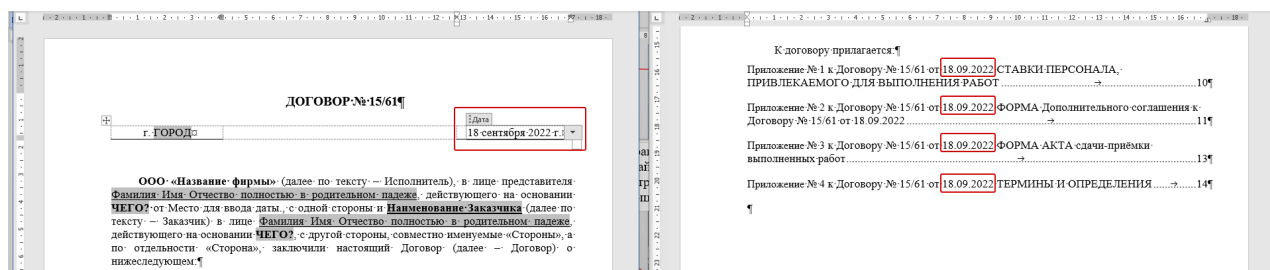 ДОГОВОР № 15/61¶
Дата
г. ГОРОД¤
18 сентября 2022 г.
ООО «Название фирмы» (далее по тексту – Исполнитель), в лице представителя
Фамилия Имя Отчество полностью в родительном падеже, действующего на основании
ЧЕГО? от Место для ввода даты., с одной стороны и Наименование Заказчика (далее по
тексту – Заказчик) в лице Фамилия Имя Отчество полностью в родительном падеже,
действующего на основании ЧЕГО?, с другой стороны, совместно именуемые «Стороны», а
по отдельности «Сторона», заключили настоящий Договор (далее – Договор) о
нижеследующем:¶
К договору прилагается:¶
Приложение № 1 к Договору № 15/61 от 18.09.2022 СТАВКИ ПЕРСОНАЛА,
ПРИВЛЕКАЕМОГО ДЛЯ ВЫПОЛНЕНИЯ РАБОТ → 10¶
Приложение № 2 к Договору № 15/61 от 18.09.2022 ФОРМА Дополнительного соглашения к
Договору № 15/61 от 18.09.2022 → 11¶
Приложение № 3 к Договору № 15/61 от 18.09.2022 ФОРМА АКТА сдачи-приёмки
выполненных работ → 13¶
Приложение № 4 к Договору № 15/61 от 18.09.2022 ТЕРМИНЫ И ОПРЕДЕЛЕНИЯ → 14¶
¶